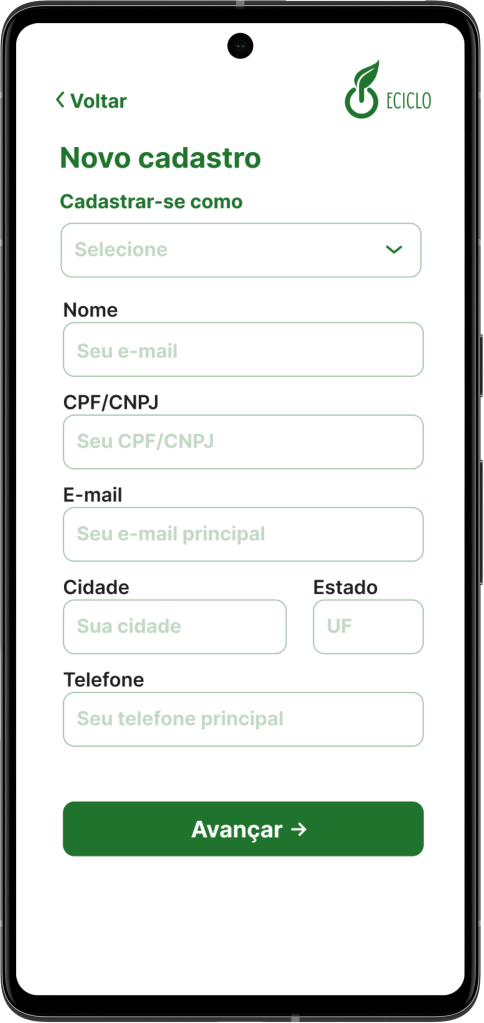 Voltar
ECICLO
Novo cadastro
Cadastrar-se como
Selecione
Nome
Seu e-mail
CPF/CNPJ
Seu CPF/CNPJ
E-mail
Seu e-mail principal
Cidade Estado
Sua cidade UF
Telefone
Seu telefone principal
Avançar →